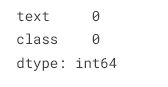 text     0
class    0
dtype: int64